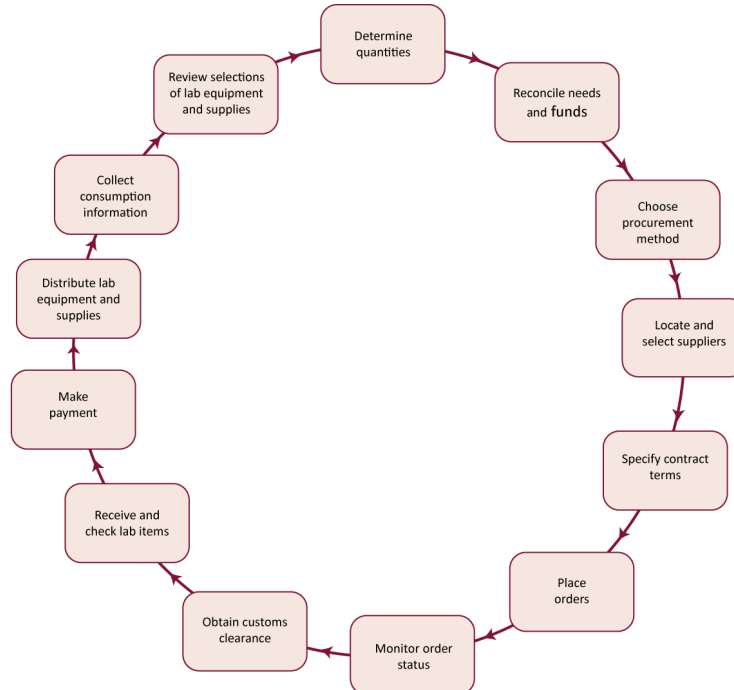 Determine
quantities
Reconcile needs
and funds
Choose
procurement
method
Locate and
select suppliers
Specify contract
terms
Place
orders
Monitor order
status
Obtain customs
clearance
Receive and
check lab items
Make
payment
Distribute lab
equipment and
supplies
Collect
consumption
information
Review selections
of lab equipment
and supplies